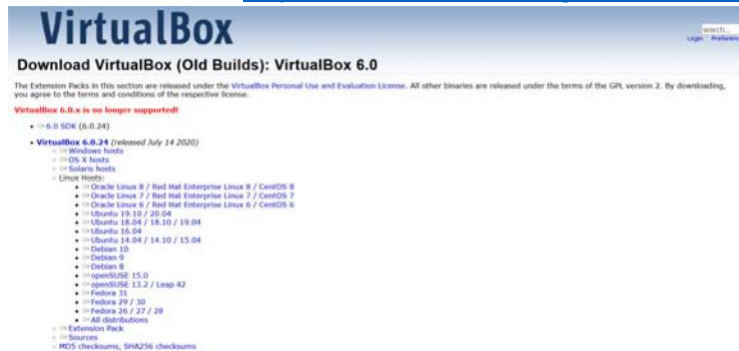 VirtualBox
search...
Login Preferences
Download VirtualBox (Old Builds): VirtualBox 6.0
The Extension Packs in this section are released under the VirtualBox Personal Use and Evaluation License. All other binaries are released under the terms of the GPL version 2. By downloading,
you agree to the terms and conditions of the respective license.
VirtualBox 6.0.x is no longer supported!
6.0 SDK (6.0.24)
VirtualBox 6.0.24 (released July 14 2020)
Windows hosts
OS X hosts
Solaris hosts
Linux Hosts:
Oracle Linux 8 / Red Hat Enterprise Linux 8 / CentOS 8
Oracle Linux 7 / Red Hat Enterprise Linux 7 / CentOS 7
Oracle Linux 6 / Red Hat Enterprise Linux 6 / CentOS 6
Ubuntu 19.10 / 20.04
Ubuntu 18.04 / 18.10 / 19.04
Ubuntu 16.04
Ubuntu 14.04 / 14.10 / 15.04
Debian 10
Debian 9
Debian 8
openSUSE 15.0
openSUSE 13.2 / Leap 42
Fedora 31
Fedora 29 / 30
Fedora 26 / 27 / 28
All distributions
Extension Pack
Sources
MD5 checksums, SHA256 checksums